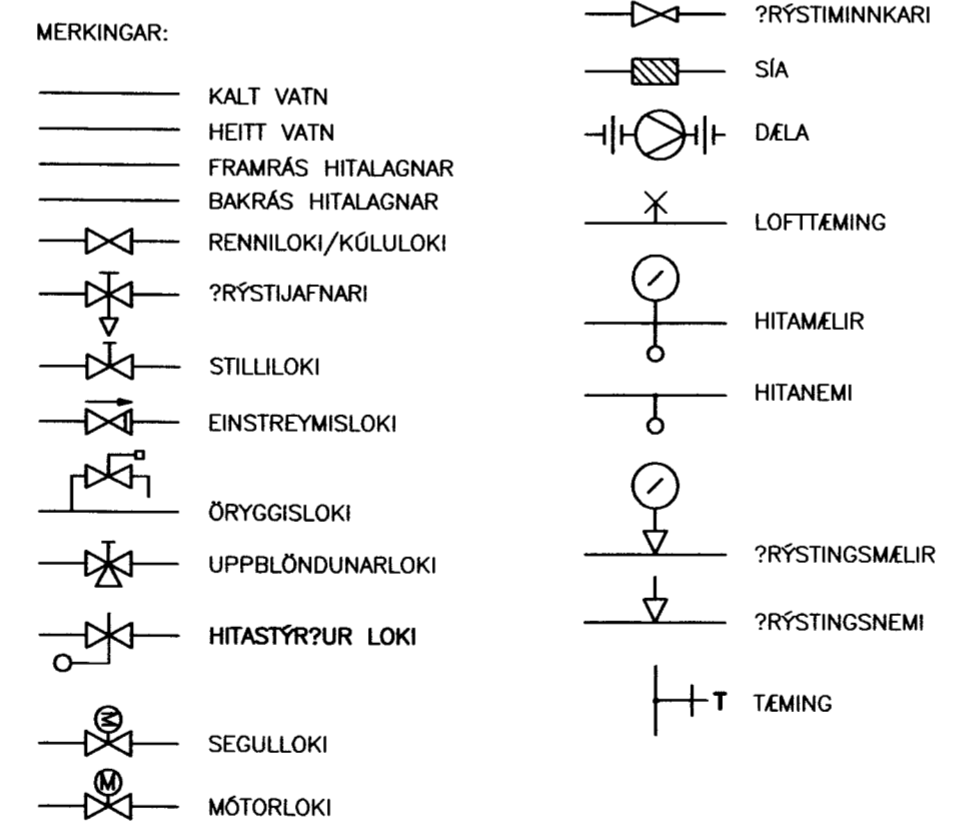 MERKINGAR:
KALT VATN
HEITT VATN
FRAMRÁS HITALAGNAR
BAKRÁS HITALAGNAR
RENNILOKI/KÚLULOKI
?RÝSTIJAFNARI
STILLILOKI
EINSTREYMISLOKI
ÖRYGGISLOKI
UPPBLÖNDUNARLOKI
HITASTÝR?UR LOKI
M
SEGULLOKI
M
MÓTORLOKI
?RÝSTIMINNKARI
SÍA
DÆLA
LOFTTÆMING
HITAMÆLIR
HITANEMI
?RÝSTINGSMÆLIR
?RÝSTINGSNEMI
T TÆMING